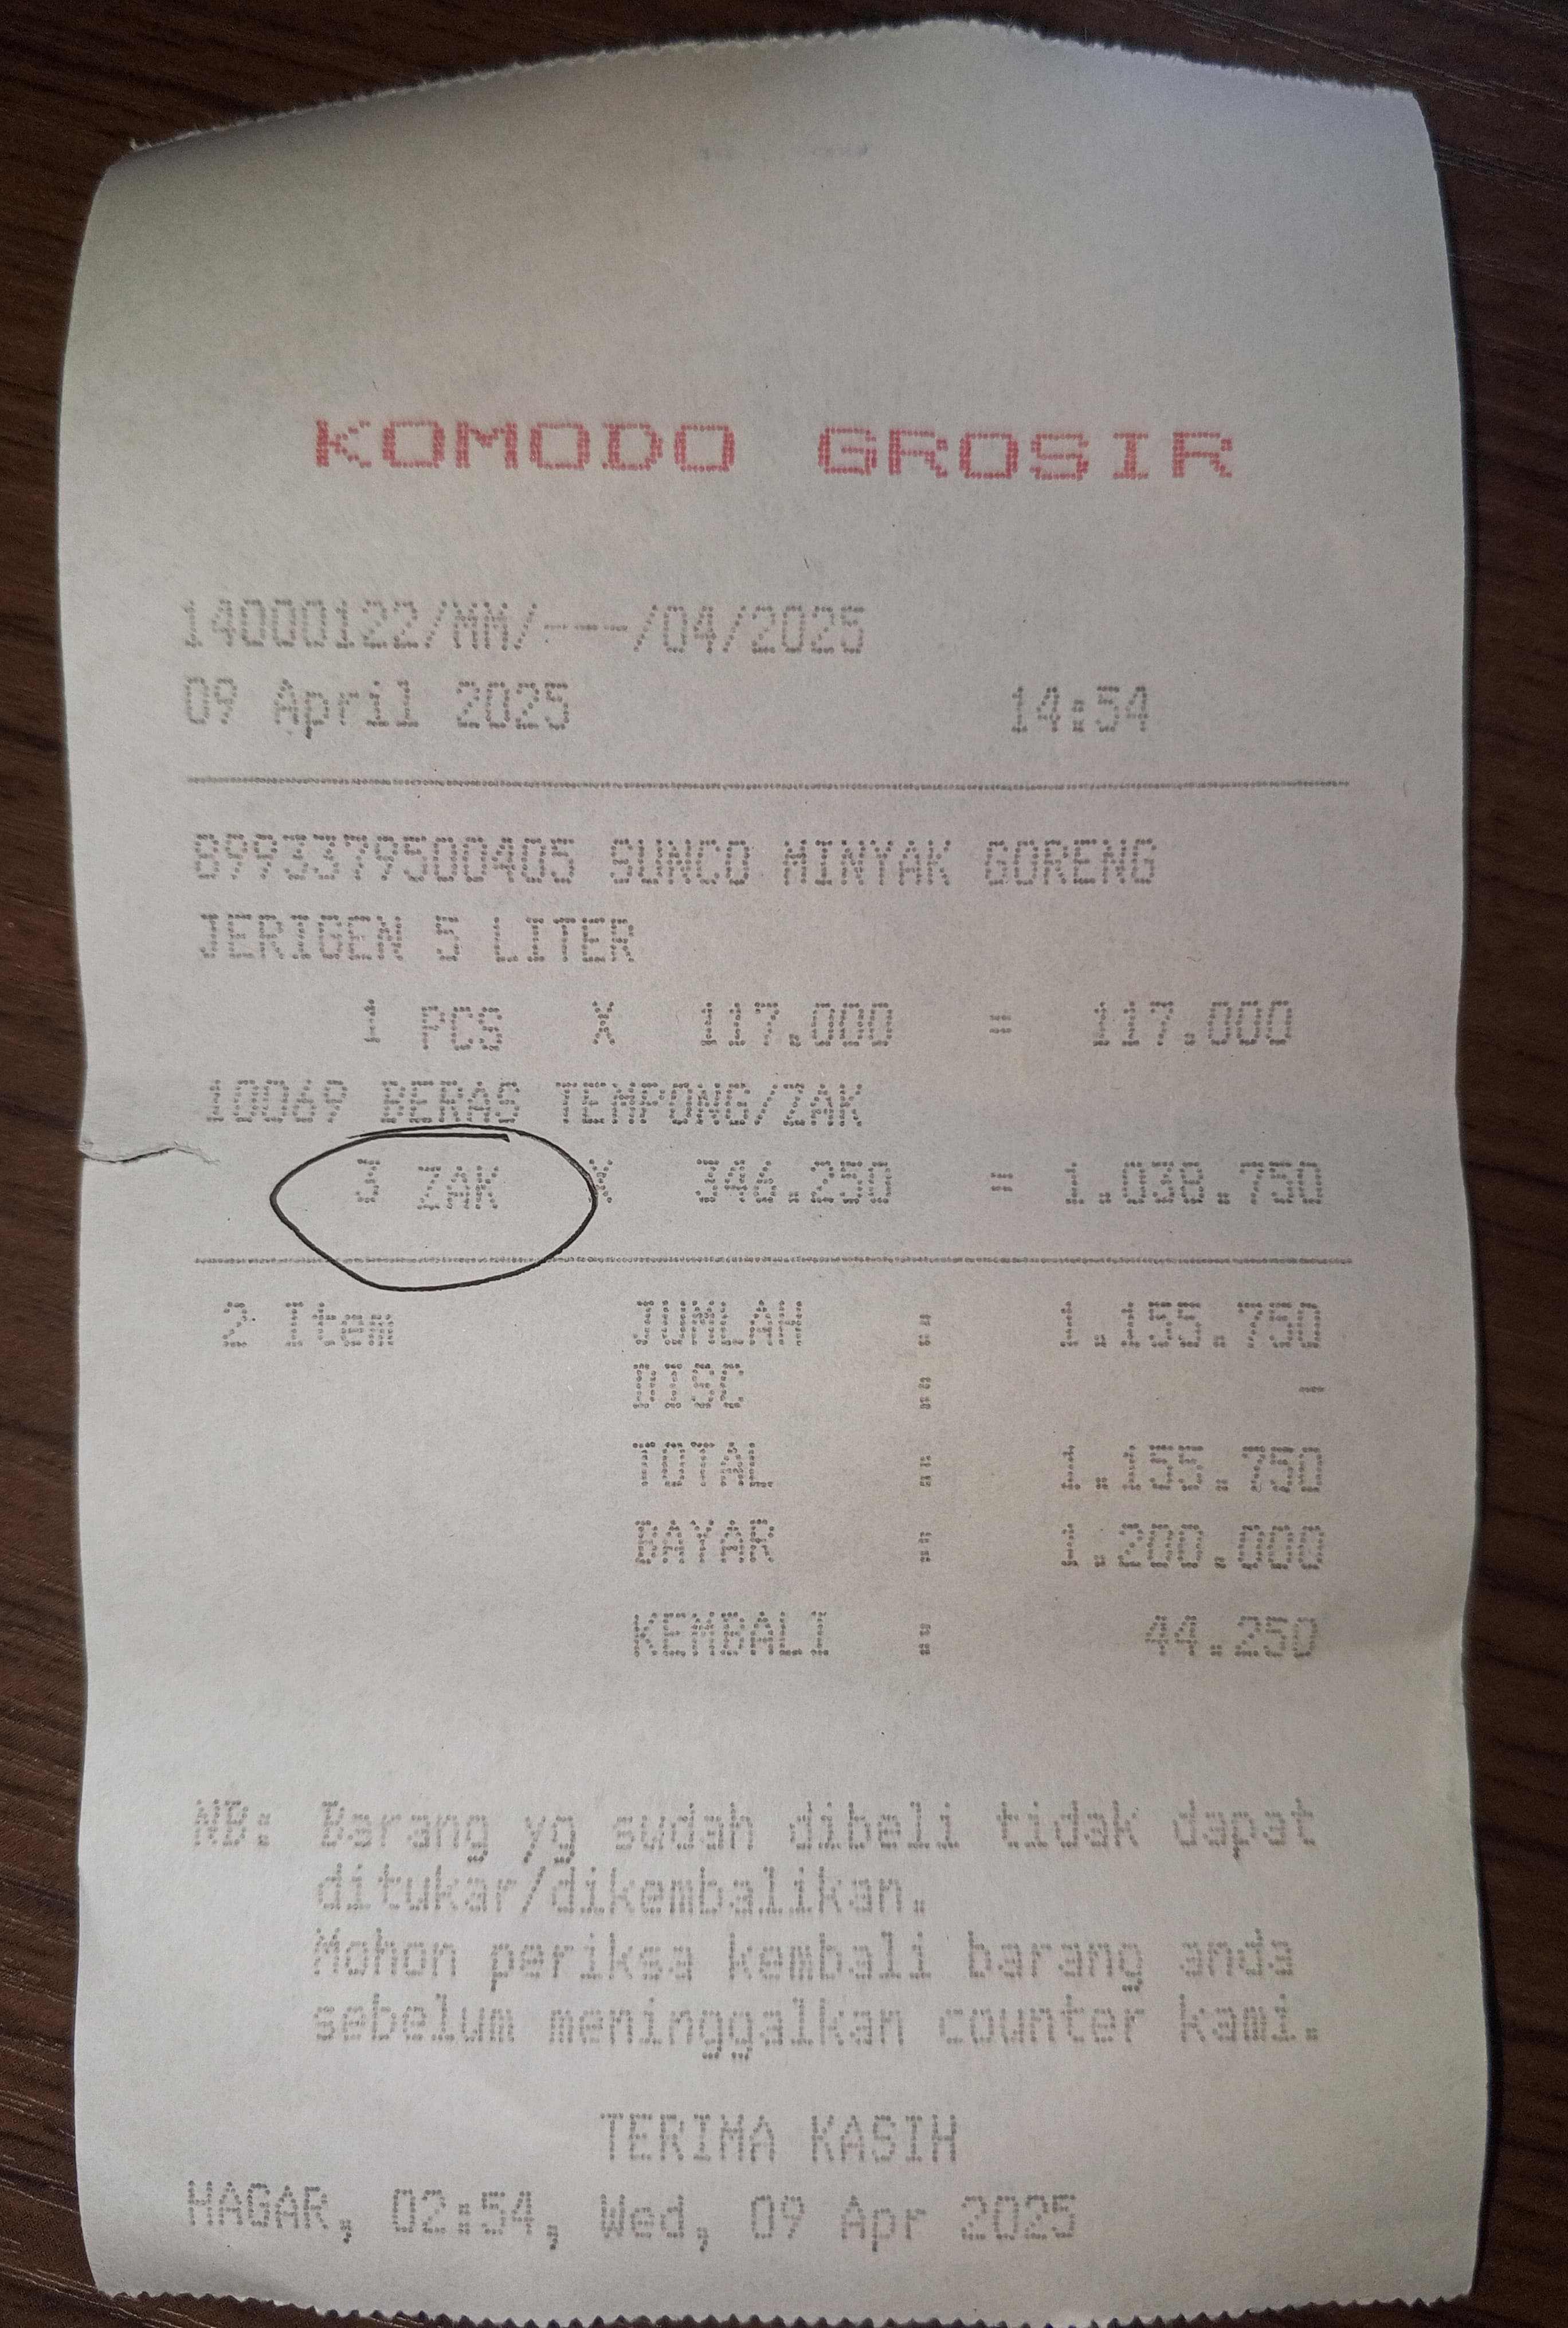 KOMODO GROSIR
14000122/MM/---/04/2025
09 April 2025 14:54
SUNCO MINYAK GORENG
JERIGEN 5 LITER
1 PCS X 117.000 = 117.000
BERAS TEMPONG/ZAK
3 ZAK X 346.250 = 1.038.750
2 Item JUMLAH : 1.155.750
DISC : -
TOTAL : 1.155.750
BAYAR : 1.200.000
KEMBALI : 44.250
NB: Barang yg sudah dibeli tidak dapat
ditukar/dikembalikan.
Mohon periksa kembali barang anda
sebelum meninggalkan counter kami.
TERIMA KASIH
HAGAR, 02:54, Wed, 09 Apr 2025